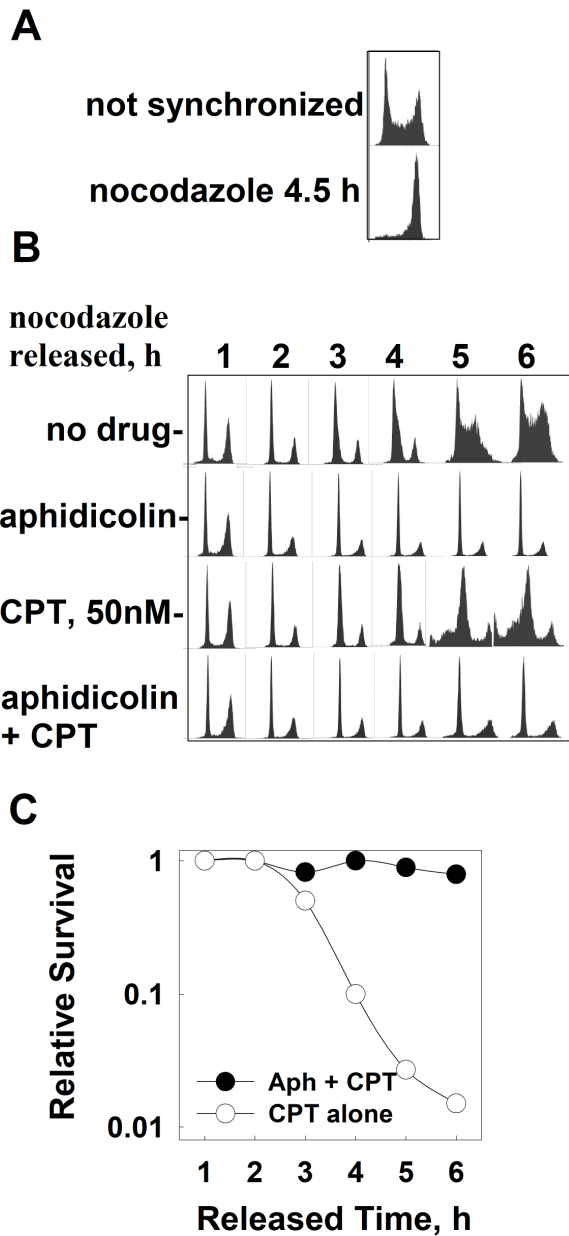 A
not synchronized
nocodazole 4.5 h
B
nocodazole
released, h
1 2 3 4 5 6
no drug-
aphidicolin-
CPT, 50nM-
aphidicolin
+ CPT
C
Relative Survival
1
0.1
0.01
Aph + CPT
CPT alone
1 2 3 4 5 6
Released Time, h